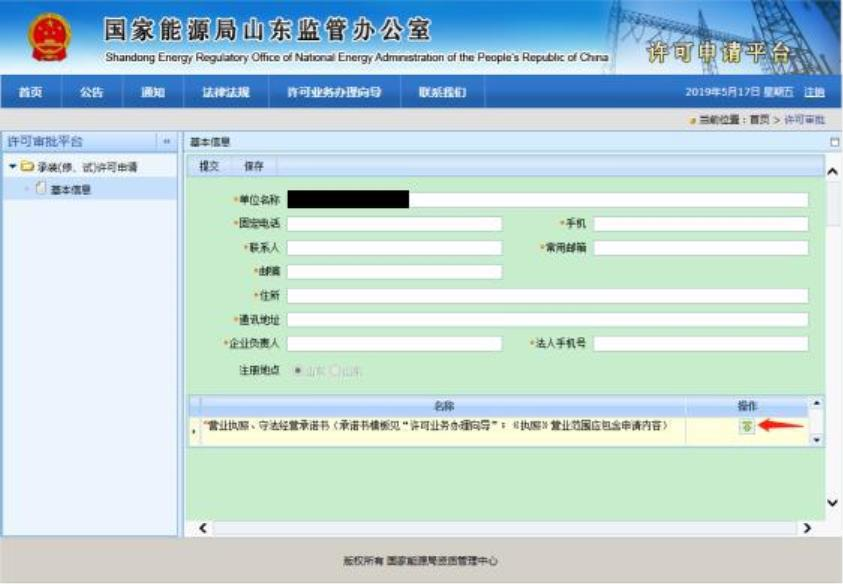 国家能源局山东监管办公室
Shandong Energy Regulatory Office of National Energy Administration of the People's Republic of China
许可申请平台
首页 公告 通知 法律法规 许可业务办理向导 联系我们 2019年5月17日 星期五 注销
当前位置：首页 > 许可审批
许可审批平台 基本信息
承装(修、试)许可申请 提交 保存
基本信息
*单位名称
*固定电话 *手机
*联系人 *常用邮箱
*邮编
*住所
*通讯地址
*企业负责人 *法人手机号
注册地点 山东 山东
名称 操作
*营业执照、守法经营承诺书（承诺书模板见“许可业务办理向导”；《执照》营业范围应包含申请内容）
版权所有 国家能源局资质管理中心